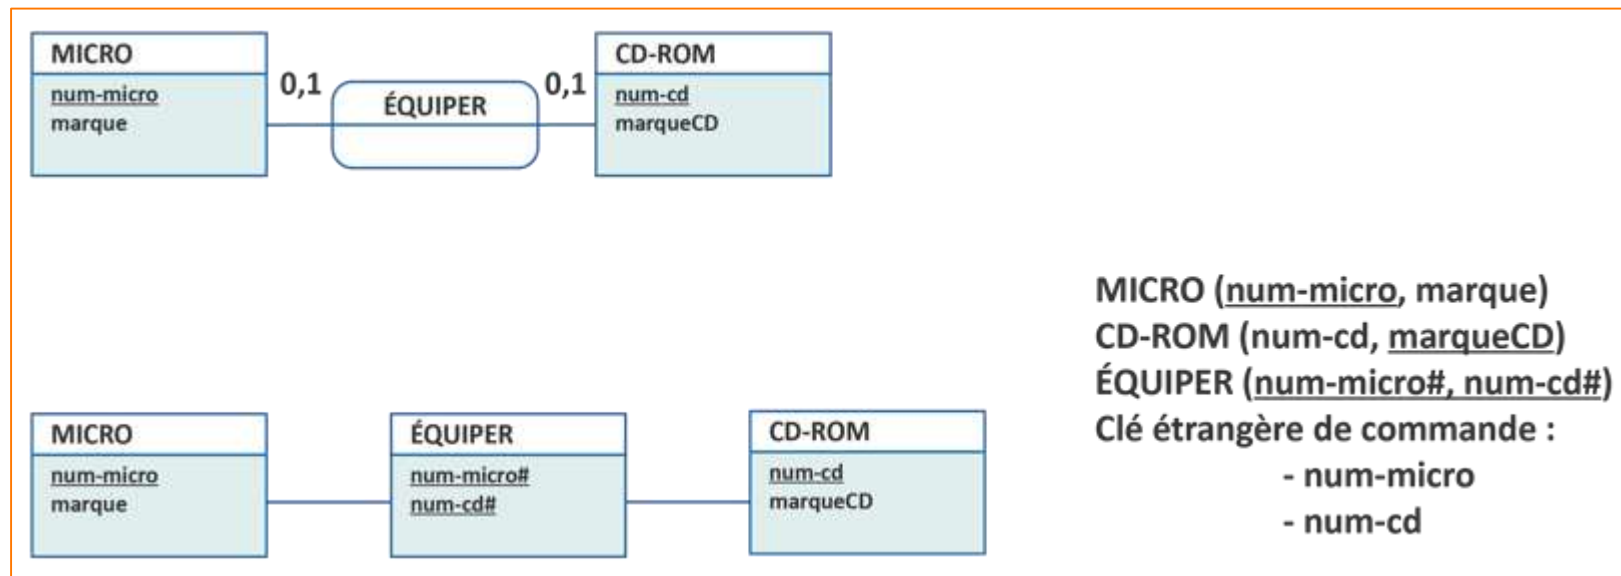 MICRO
num-micro
marque
0,1
ÉQUIPER
0,1
CD-ROM
num-cd
marqueCD
MICRO (num-micro, marque)
CD-ROM (num-cd, marqueCD)
ÉQUIPER (num-micro#, num-cd#)
Clé étrangère de commande :
- num-micro
- num-cd
MICRO
num-micro
marque
ÉQUIPER
num-micro#
num-cd#
CD-ROM
num-cd
marqueCD